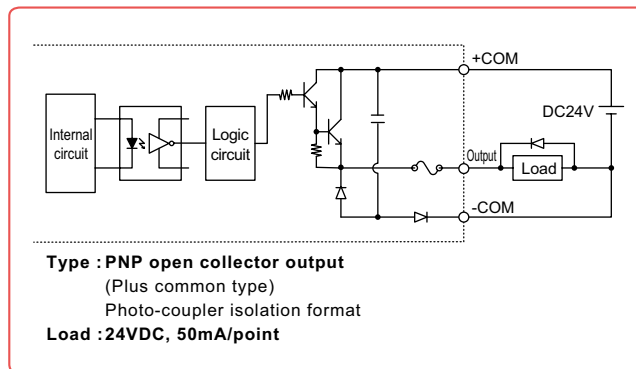 +COM
DC24V
Internal
circuit
Logic
circuit
Output
Load
-COM
Type : PNP open collector output
(Plus common type)
Photo-coupler isolation format
Load : 24VDC, 50mA/point